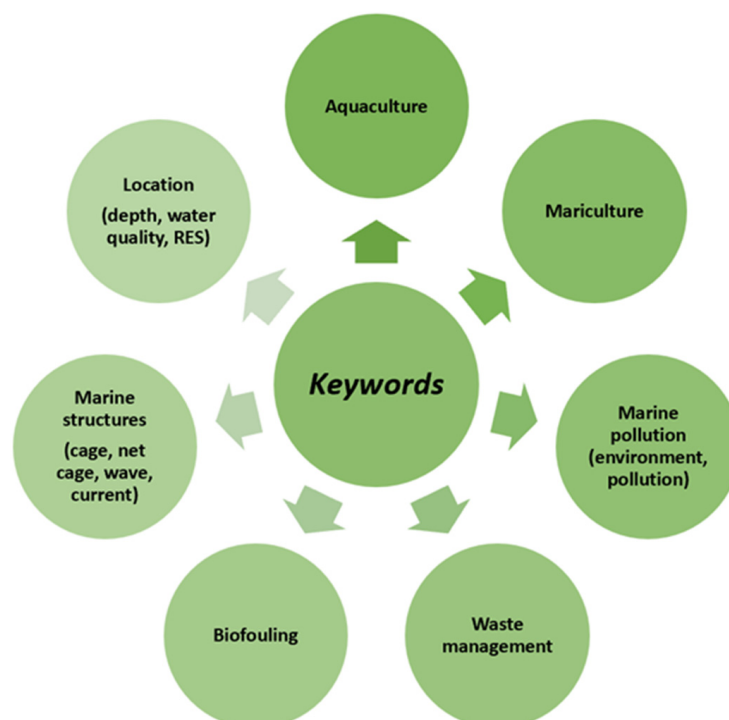 Aquaculture
Mariculture
Marine
pollution
(environment,
pollution)
Waste
management
Biofouling
Marine
structures
(cage, net
cage, wave,
current)
Location
(depth, water
quality, RES)
Keywords